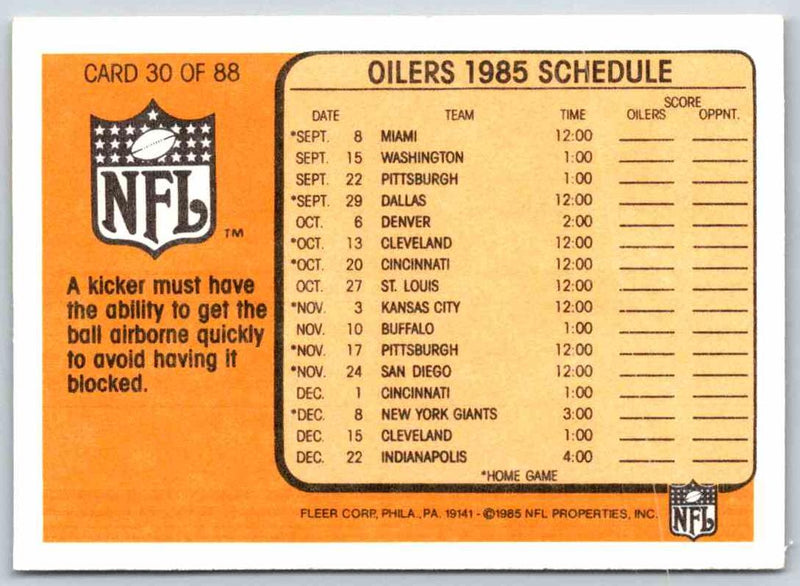 CARD 30 OF 88
NFL
TM
A kicker must have
the ability to get the
ball airborne quickly
to avoid having it
blocked.
OILERS 1985 SCHEDULE
DATE TEAM TIME SCORE
OILERS OPPNT.
*SEPT. 8 MIAMI 12:00
SEPT. 15 WASHINGTON 1:00
SEPT. 22 PITTSBURGH 1:00
*SEPT. 29 DALLAS 12:00
OCT. 6 DENVER 2:00
*OCT. 13 CLEVELAND 12:00
*OCT. 20 CINCINNATI 12:00
OCT. 27 ST. LOUIS 12:00
*NOV. 3 KANSAS CITY 12:00
NOV. 10 BUFFALO 1:00
*NOV. 17 PITTSBURGH 12:00
*NOV. 24 SAN DIEGO 12:00
DEC. 1 CINCINNATI 1:00
*DEC. 8 NEW YORK GIANTS 3:00
DEC. 15 CLEVELAND 1:00
DEC. 22 INDIANAPOLIS 4:00
*HOME GAME
FLEER CORP., PHILA., PA. 19141 - ©1985 NFL PROPERTIES, INC.
NFL